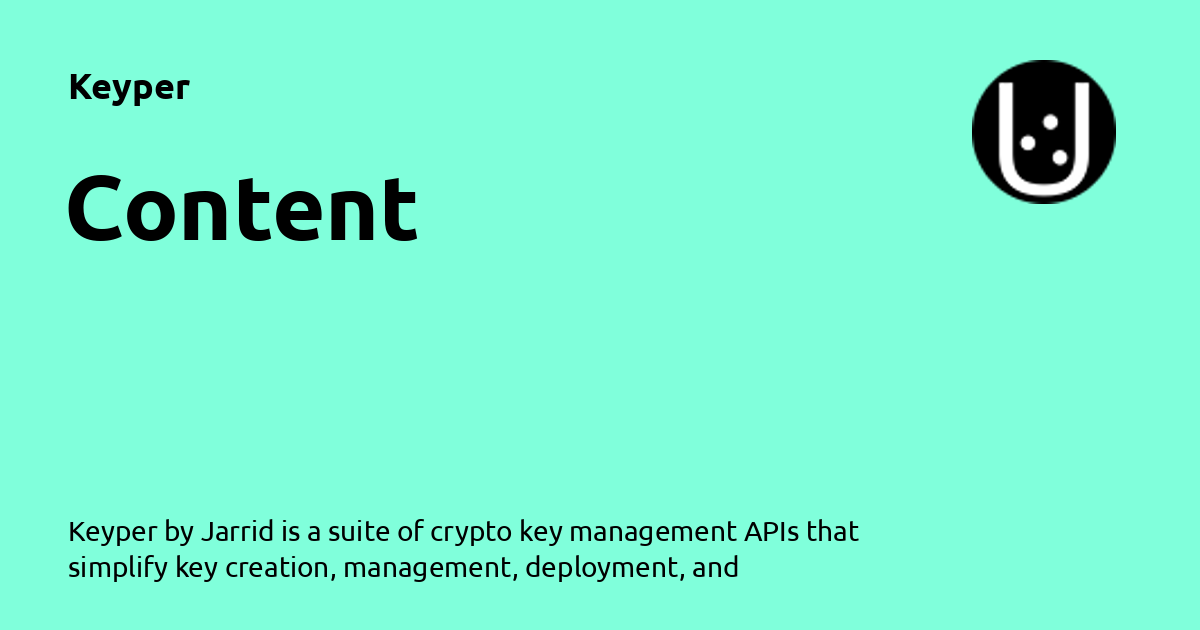 Keyper
Content
Keyper by Jarrid is a suite of crypto key management APIs that
simplify key creation, management, deployment, and